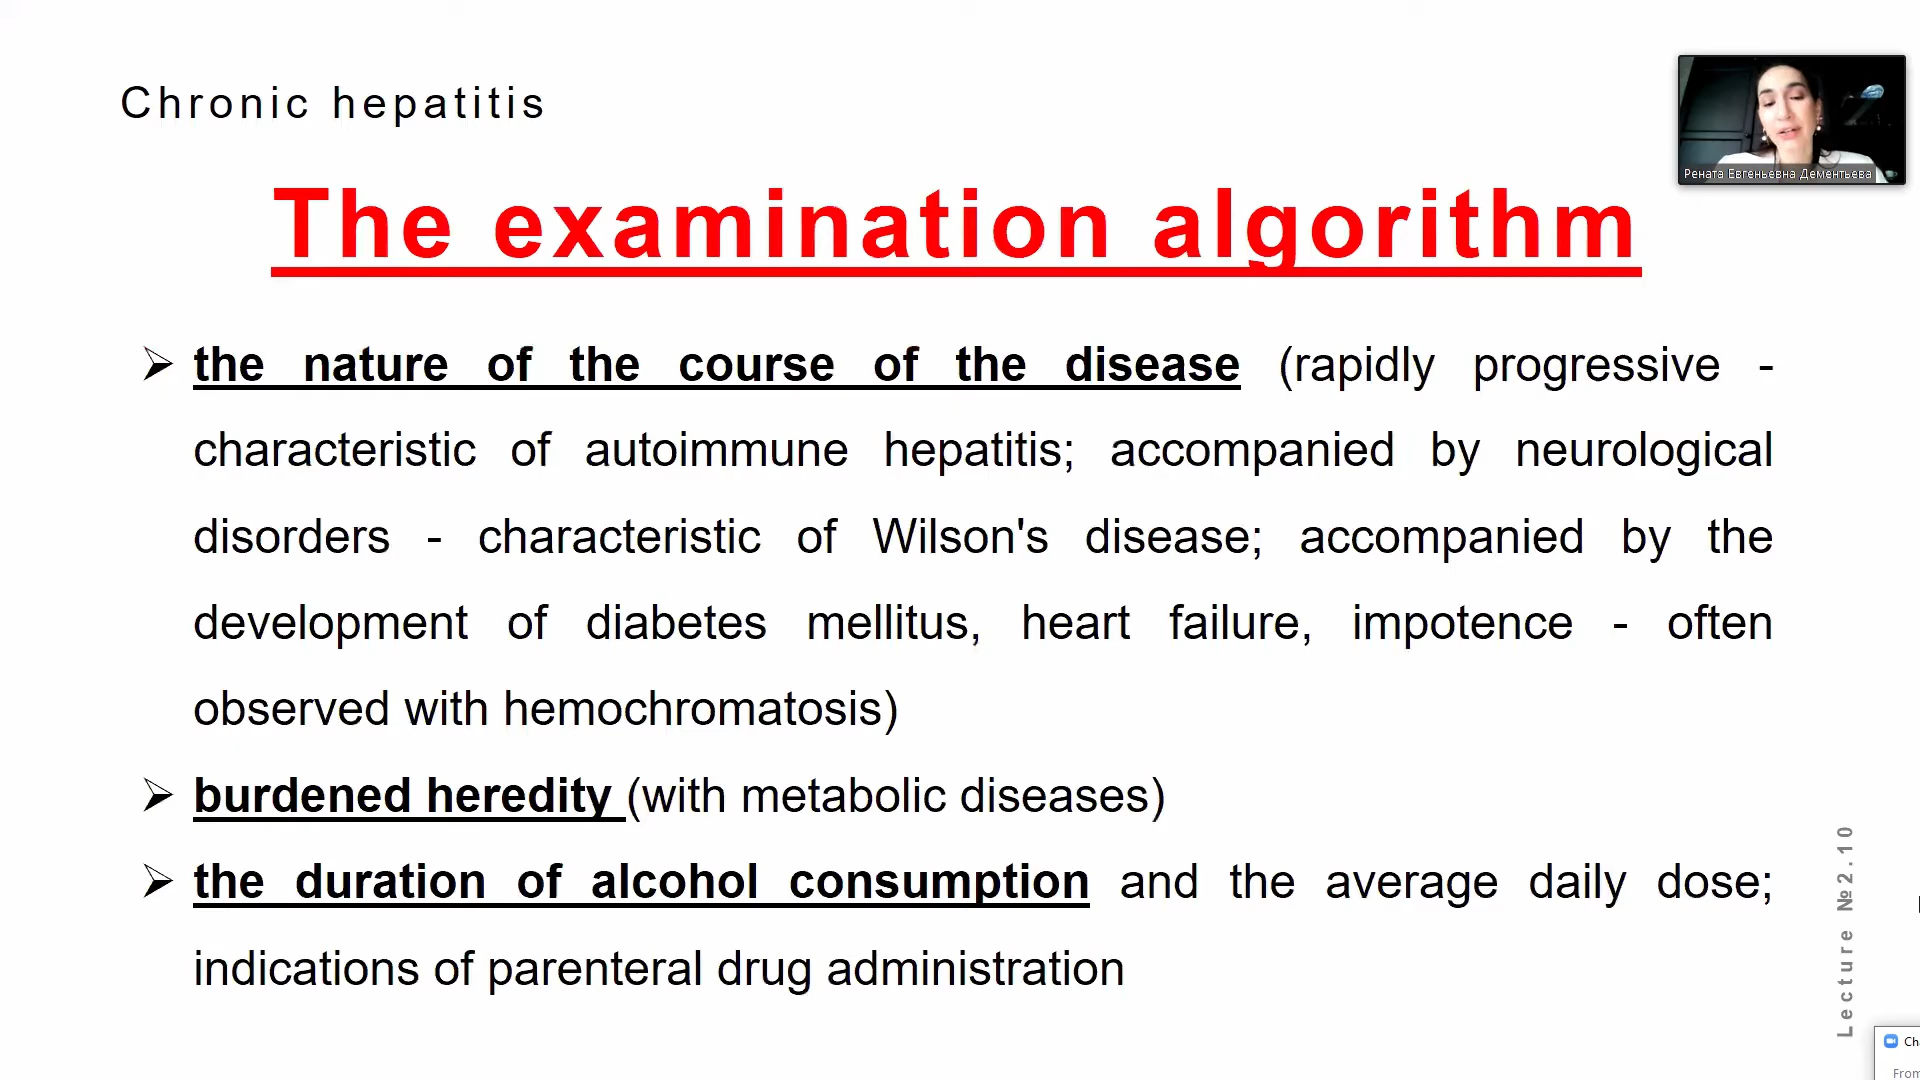 Chronic hepatitis
Рената Евгеньевна Дементьева
The examination algorithm
➢ the nature of the course of the disease (rapidly progressive -
characteristic of autoimmune hepatitis; accompanied by neurological
disorders - characteristic of Wilson's disease; accompanied by the
development of diabetes mellitus, heart failure, impotence - often
observed with hemochromatosis)
➢ burdened heredity (with metabolic diseases)
➢ the duration of alcohol consumption and the average daily dose;
indications of parenteral drug administration
Lecture №2.10
From